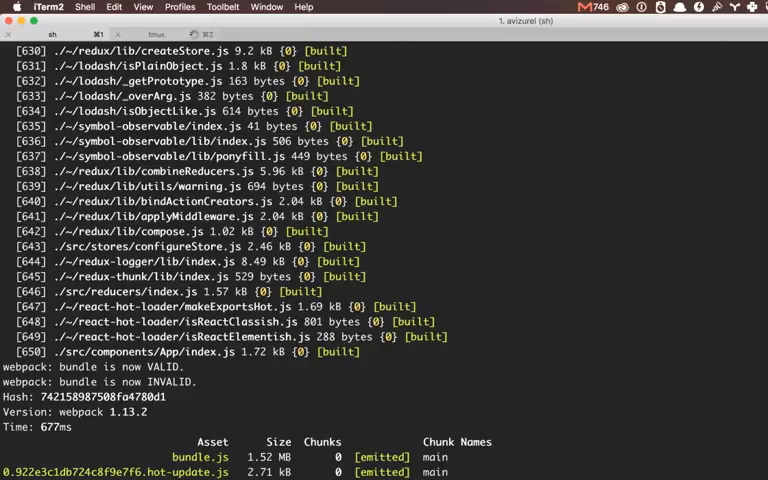 iTerm2 Shell Edit View Profiles Toolbelt Window Help 746
1. avizurel (sh)
sh ⌘1 tmux ⌘2
[630] ./~/redux/lib/createStore.js 9.2 kB {0} [built]
[631] ./~/lodash/isPlainObject.js 1.8 kB {0} [built]
[632] ./~/lodash/_getPrototype.js 163 bytes {0} [built]
[633] ./~/lodash/_overArg.js 382 bytes {0} [built]
[634] ./~/lodash/isObjectLike.js 614 bytes {0} [built]
[635] ./~/symbol-observable/index.js 41 bytes {0} [built]
[636] ./~/symbol-observable/lib/index.js 506 bytes {0} [built]
[637] ./~/symbol-observable/lib/ponyfill.js 449 bytes {0} [built]
[638] ./~/redux/lib/combineReducers.js 5.96 kB {0} [built]
[639] ./~/redux/lib/utils/warning.js 694 bytes {0} [built]
[640] ./~/redux/lib/bindActionCreators.js 2.04 kB {0} [built]
[641] ./~/redux/lib/applyMiddleware.js 2.04 kB {0} [built]
[642] ./~/redux/lib/compose.js 1.02 kB {0} [built]
[643] ./src/stores/configureStore.js 2.46 kB {0} [built]
[644] ./~/redux-logger/lib/index.js 8.49 kB {0} [built]
[645] ./~/redux-thunk/lib/index.js 529 bytes {0} [built]
[646] ./src/reducers/index.js 1.57 kB {0} [built]
[647] ./~/react-hot-loader/makeExportsHot.js 1.69 kB {0} [built]
[648] ./~/react-hot-loader/isReactClassish.js 801 bytes {0} [built]
[649] ./~/react-hot-loader/isReactElementish.js 288 bytes {0} [built]
[650] ./src/components/App/index.js 1.72 kB {0} [built]
webpack: bundle is now VALID.
webpack: bundle is now INVALID.
Hash: 742158987508fa4780d1
Version: webpack 1.13.2
Time: 677ms
Asset Size Chunks Chunk Names
bundle.js 1.52 MB 0 [emitted] main
0.922e3c1db724c8f9e7f6.hot-update.js 2.71 kB 0 [emitted] main